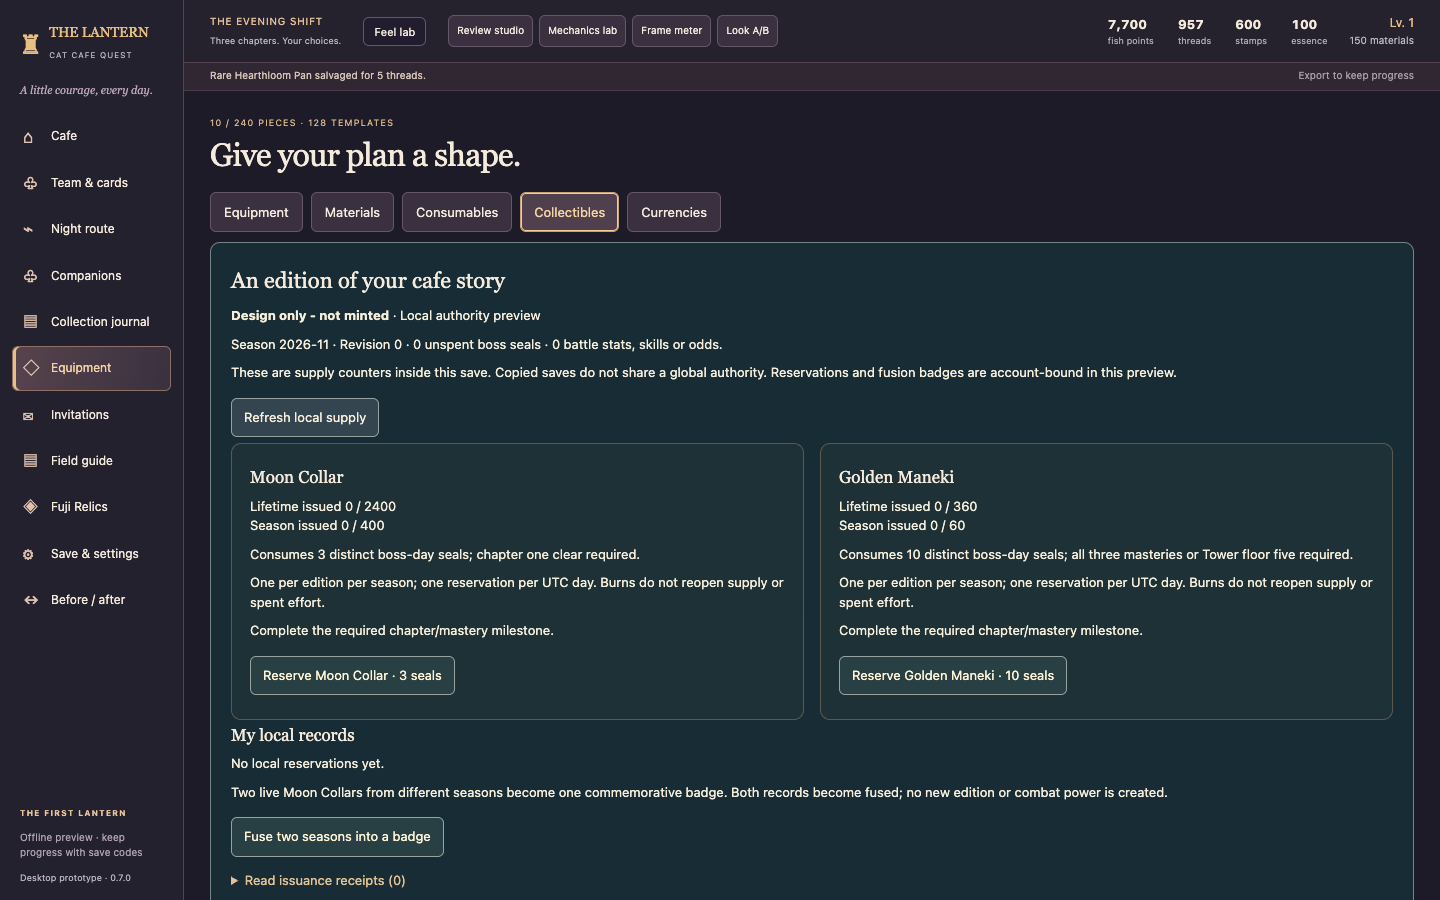 THE LANTERN
CAT CAFE QUEST
A little courage, every day.
Cafe
Team & cards
Night route
Companions
Collection journal
Equipment
Invitations
Field guide
Fuji Relics
Save & settings
Before / after
THE FIRST LANTERN
Offline preview · keep
progress with save codes
Desktop prototype · 0.7.0
THE EVENING SHIFT
Three chapters. Your choices.
Feel lab
Review studio
Mechanics lab
Frame meter
Look A/B
7,700
fish points
957
threads
600
stamps
100
essence
Lv. 1
150 materials
Rare Hearthloom Pan salvaged for 5 threads.
Export to keep progress
10 / 240 PIECES · 128 TEMPLATES
Give your plan a shape.
Equipment
Materials
Consumables
Collectibles
Currencies
An edition of your cafe story
Design only - not minted · Local authority preview
Season 2026-11 · Revision 0 · 0 unspent boss seals · 0 battle stats, skills or odds.
These are supply counters inside this save. Copied saves do not share a global authority. Reservations and fusion badges are account-bound in this preview.
Refresh local supply
Moon Collar
Lifetime issued 0 / 2400
Season issued 0 / 400
Consumes 3 distinct boss-day seals; chapter one clear required.
One per edition per season; one reservation per UTC day. Burns do not reopen supply or
spent effort.
Complete the required chapter/mastery milestone.
Reserve Moon Collar · 3 seals
Golden Maneki
Lifetime issued 0 / 360
Season issued 0 / 60
Consumes 10 distinct boss-day seals; all three masteries or Tower floor five required.
One per edition per season; one reservation per UTC day. Burns do not reopen supply or
spent effort.
Complete the required chapter/mastery milestone.
Reserve Golden Maneki · 10 seals
My local records
No local reservations yet.
Two live Moon Collars from different seasons become one commemorative badge. Both records become fused; no new edition or combat power is created.
Fuse two seasons into a badge
Read issuance receipts (0)